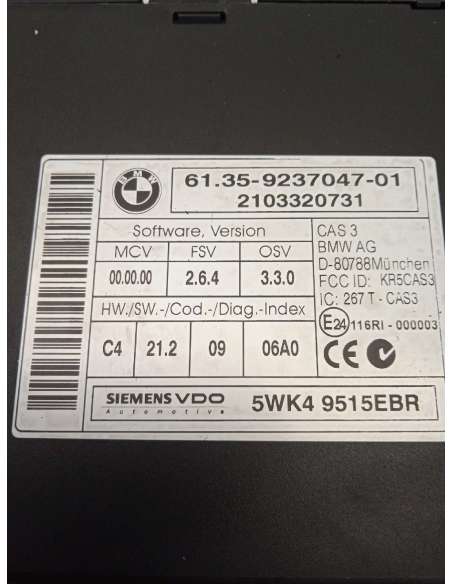 BMW
61.35-9237047-01
2103320731
Software, Version
MCV FSV OSV
00.00.00 2.6.4 3.3.0
HW./SW.-/Cod.-/Diag.-Index
C4 21.2 09 06A0
CAS 3
BMW AG
D-80788München
FCC ID: KR5CAS3
IC: 267 T - CAS3
E24 116RI - 000003
CE
SIEMENS VDO
Automotive
5WK4 9515EBR